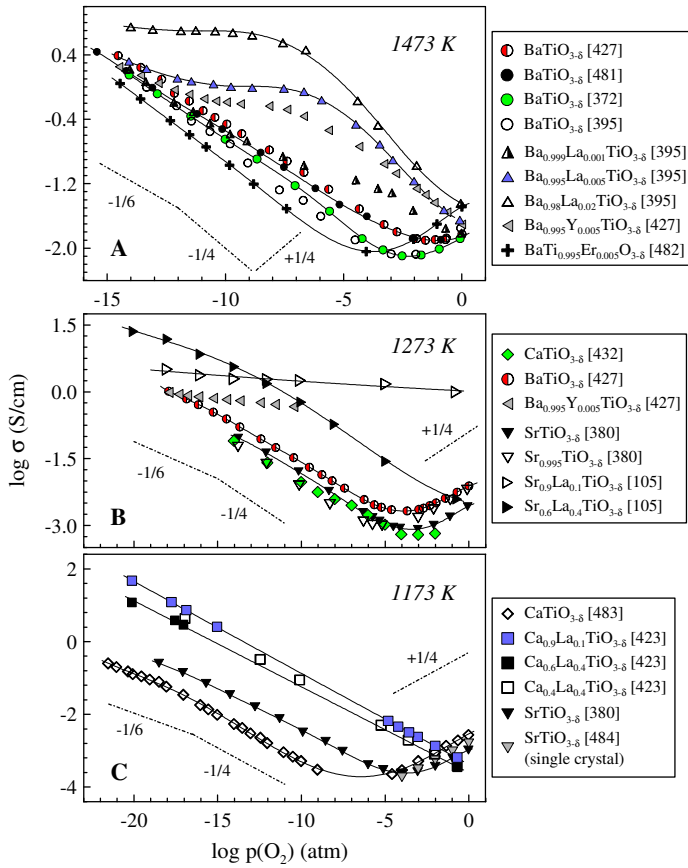 1473 K
0.4
-0.4
-1.2
-2.0
-1/6
-1/4
+1/4
A
-15
-10
-5
0
BaTiO3-δ [427]
BaTiO3-δ [481]
BaTiO3-δ [372]
BaTiO3-δ [395]
Ba0.999La0.001TiO3-δ [395]
Ba0.995La0.005TiO3-δ [395]
Ba0.98La0.02TiO3-δ [395]
Ba0.995Y0.005TiO3-δ [427]
BaTi0.995Er0.005O3-δ [482]
log σ (S/cm)
1273 K
1.5
0.0
-1.5
-3.0
-1/6
-1/4
+1/4
B
CaTiO3-δ [432]
BaTiO3-δ [427]
Ba0.995Y0.005TiO3-δ [427]
SrTiO3-δ [380]
Sr0.995TiO3-δ [380]
Sr0.9La0.1TiO3-δ [105]
Sr0.6La0.4TiO3-δ [105]
1173 K
2
0
-2
-4
-1/6
-1/4
+1/4
C
-20
-15
-10
-5
0
log p(O2) (atm)
CaTiO3-δ [483]
Ca0.9La0.1TiO3-δ [423]
Ca0.6La0.4TiO3-δ [423]
Ca0.4La0.4TiO3-δ [423]
SrTiO3-δ [380]
SrTiO3-δ [484]
(single crystal)